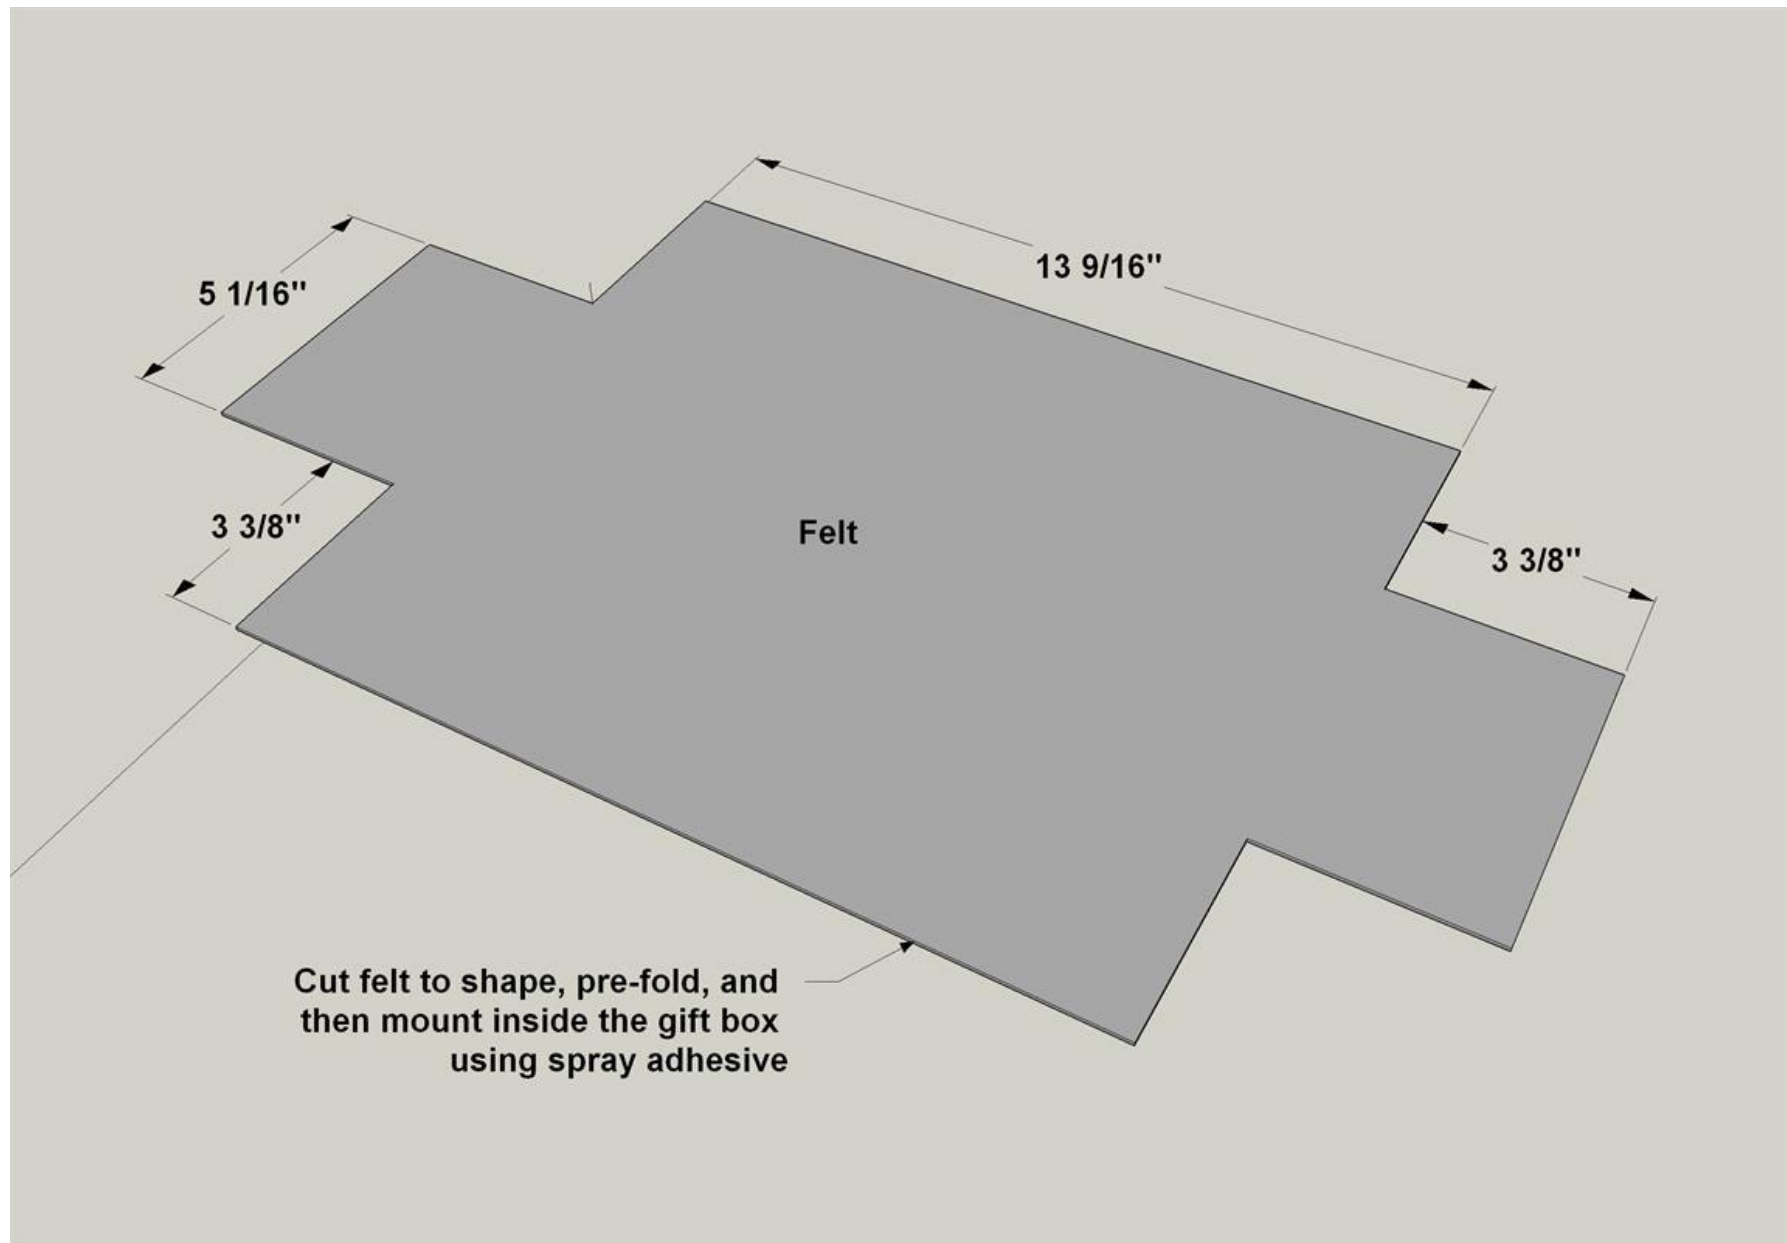 13 9/16"
5 1/16"
3 3/8"
Felt
3 3/8"
Cut felt to shape, pre-fold, and
then mount inside the gift box
using spray adhesive